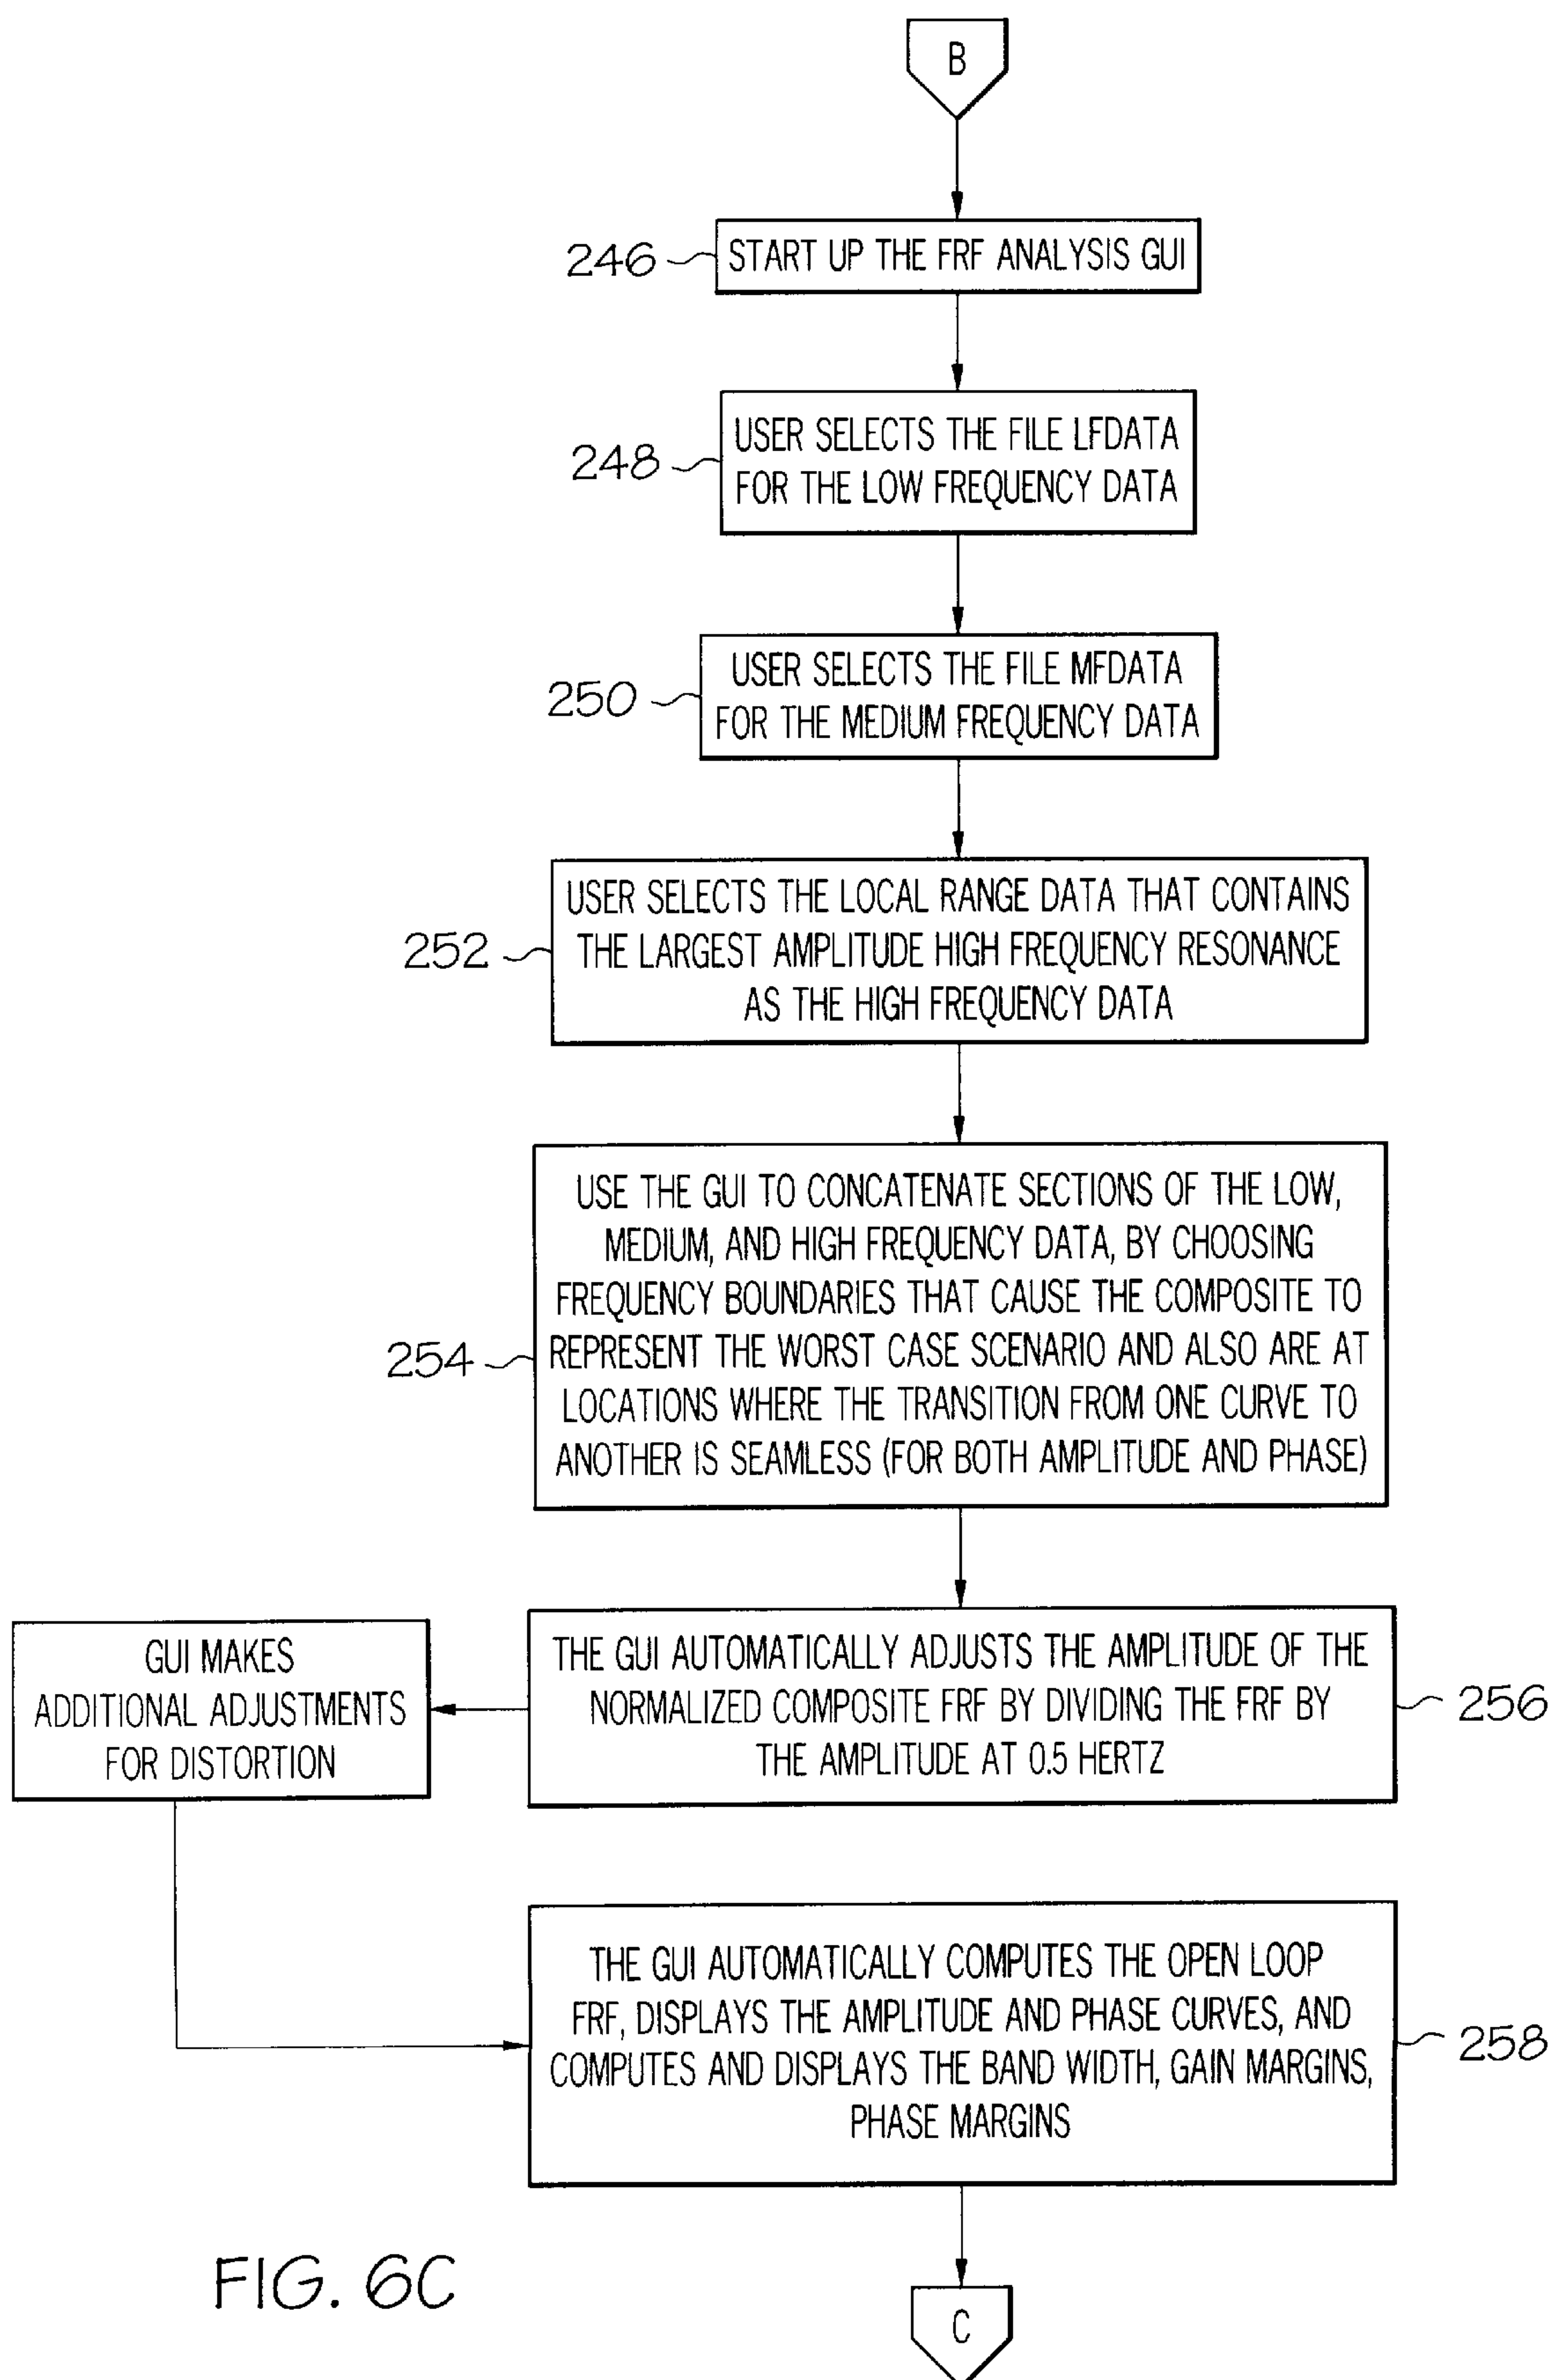 B
246
START UP THE FRF ANALYSIS GUI
248
USER SELECTS THE FILE LFDATA
FOR THE LOW FREQUENCY DATA
250
USER SELECTS THE FILE MFDATA
FOR THE MEDIUM FREQUENCY DATA
252
USER SELECTS THE LOCAL RANGE DATA THAT CONTAINS
THE LARGEST AMPLITUDE HIGH FREQUENCY RESONANCE
AS THE HIGH FREQUENCY DATA
254
USE THE GUI TO CONCATENATE SECTIONS OF THE LOW,
MEDIUM, AND HIGH FREQUENCY DATA, BY CHOOSING
FREQUENCY BOUNDARIES THAT CAUSE THE COMPOSITE TO
REPRESENT THE WORST CASE SCENARIO AND ALSO ARE AT
LOCATIONS WHERE THE TRANSITION FROM ONE CURVE TO
ANOTHER IS SEAMLESS (FOR BOTH AMPLITUDE AND PHASE)
THE GUI AUTOMATICALLY ADJUSTS THE AMPLITUDE OF THE
NORMALIZED COMPOSITE FRF BY DIVIDING THE FRF BY
THE AMPLITUDE AT 0.5 HERTZ
256
GUI MAKES
ADDITIONAL ADJUSTMENTS
FOR DISTORTION
THE GUI AUTOMATICALLY COMPUTES THE OPEN LOOP
FRF, DISPLAYS THE AMPLITUDE AND PHASE CURVES, AND
COMPUTES AND DISPLAYS THE BAND WIDTH, GAIN MARGINS,
PHASE MARGINS
258
C
FIG. 6C